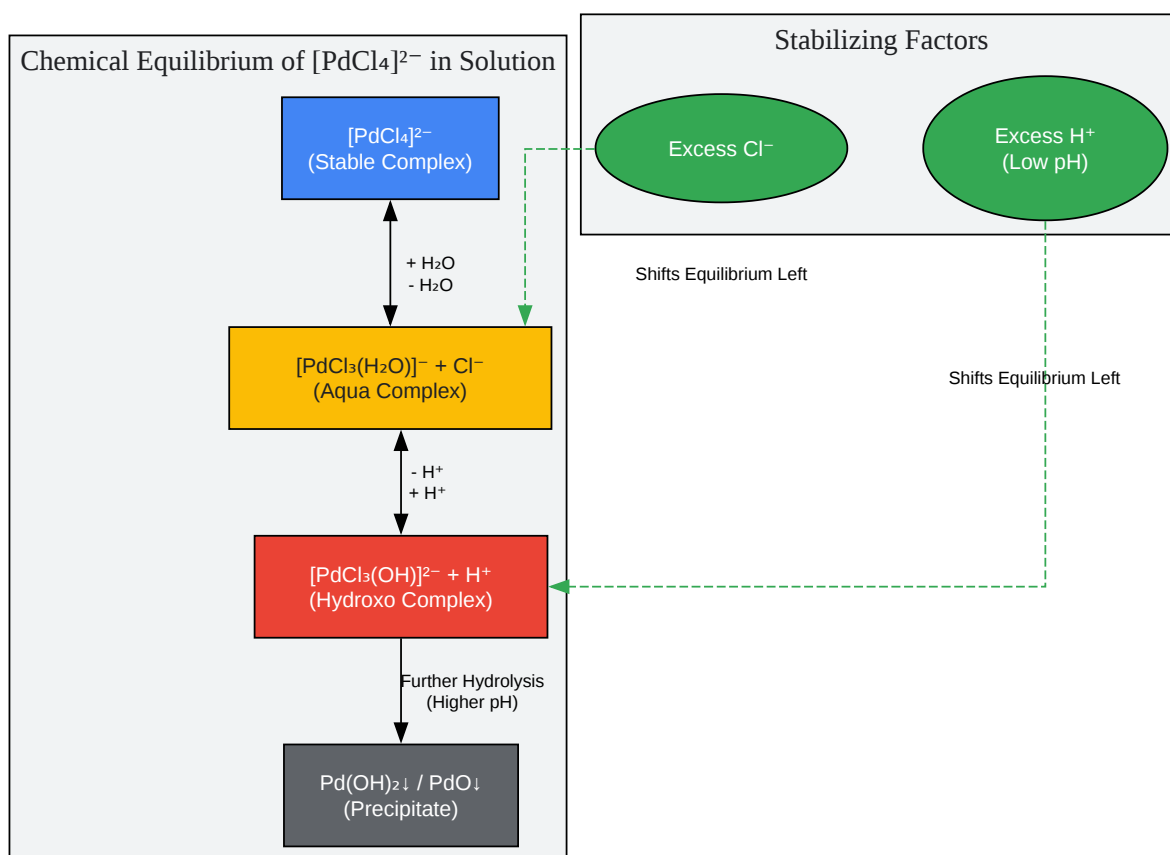 Chemical Equilibrium of [PdCl₄]²⁻ in Solution
[PdCl₄]²⁻
(Stable Complex)
+ H₂O
- H₂O
[PdCl₃(H₂O)]⁻ + Cl⁻
(Aqua Complex)
- H⁺
+ H⁺
[PdCl₃(OH)]²⁻ + H⁺
(Hydroxo Complex)
Further Hydrolysis
(Higher pH)
Pd(OH)₂↓ / PdO↓
(Precipitate)
Stabilizing Factors
Excess Cl⁻
Excess H⁺
(Low pH)
Shifts Equilibrium Left
Shifts Equilibrium Left